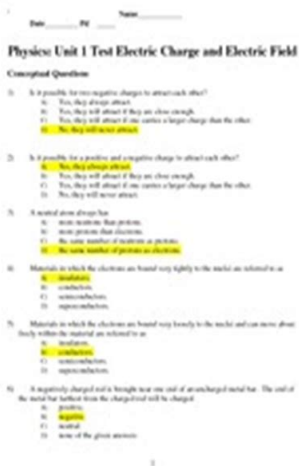 Name
Date Pd
Physics: Unit 1 Test Electric Charge and Electric Field
Conceptual Questions
1) Is it possible for two negative charges to attract each other?
A) Yes, they always attract.
B) Yes, they will attract if they are close enough.
C) Yes, they will attract if one carries a larger charge than the other.
D) No, they will never attract.
2) Is it possible for a positive and a negative charge to attract each other?
A) Yes, they always attract.
B) Yes, they will attract if they are close enough.
C) Yes, they will attract if one carries a larger charge than the other.
D) No, they will never attract.
3) A neutral atom always has
A) more neutrons than protons.
B) more protons than electrons.
C) the same number of neutrons as protons.
D) the same number of protons as electrons.
4) Materials in which the electrons are bound very tightly to the nuclei are referred to as
A) insulators.
B) conductors.
C) semiconductors.
D) superconductors.
5) Materials in which the electrons are bound very loosely to the nuclei and can move about
freely within the material are referred to as
A) insulators.
B) conductors.
C) semiconductors.
D) superconductors.
6) A negatively charged rod is brought near one end of an uncharged metal bar. The end of
the metal bar farthest from the charged rod will be charged
A) positive.
B) negative.
C) neutral.
D) none of the given answers
1